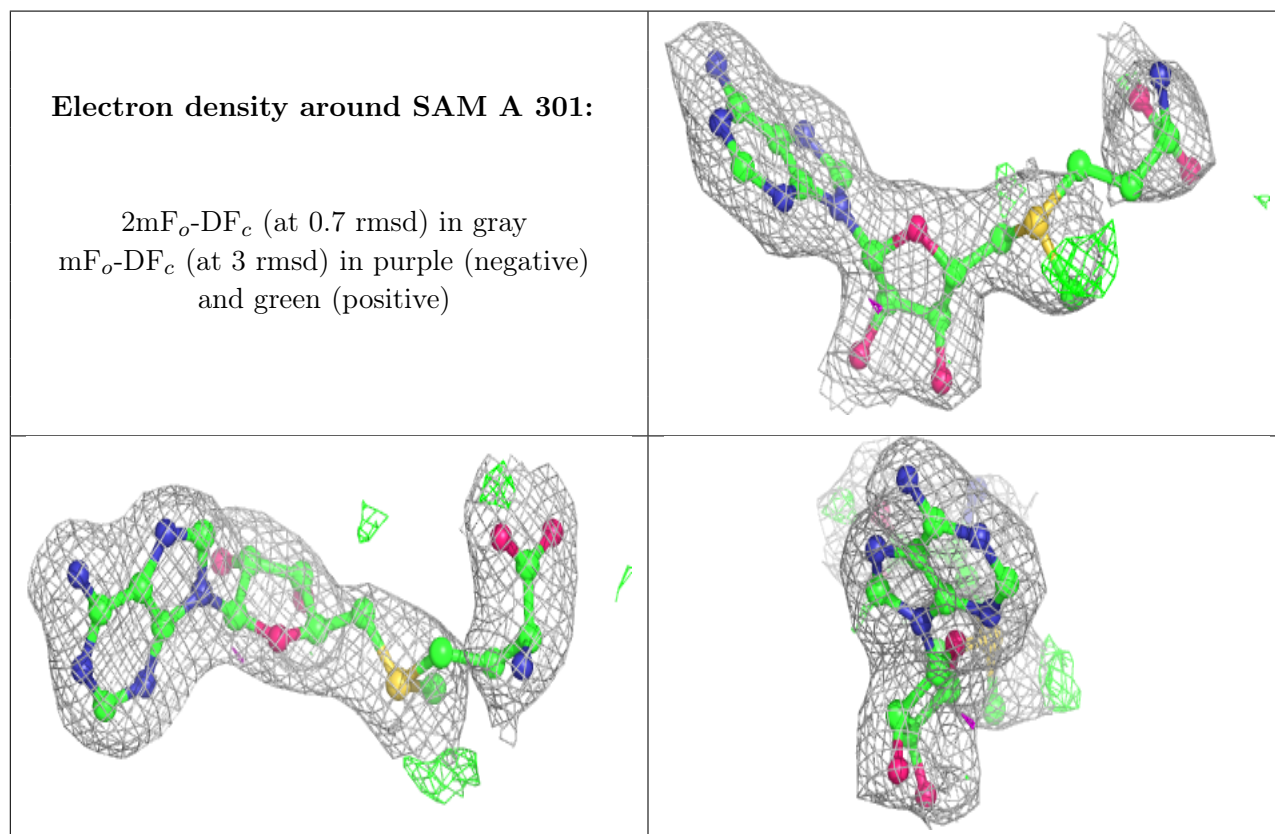 Electron density around SAM A 301:
2mFₒ-DF𝒸 (at 0.7 rmsd) in gray
mFₒ-DF𝒸 (at 3 rmsd) in purple (negative)
and green (positive)